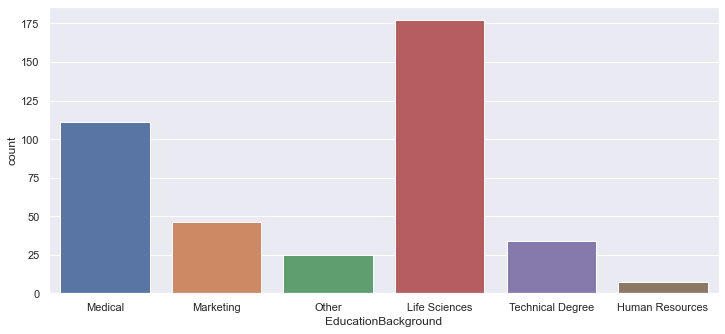 175
150
125
100
75
50
25
0
count
Medical
Marketing
Other
Life Sciences
Technical Degree
Human Resources
EducationBackground